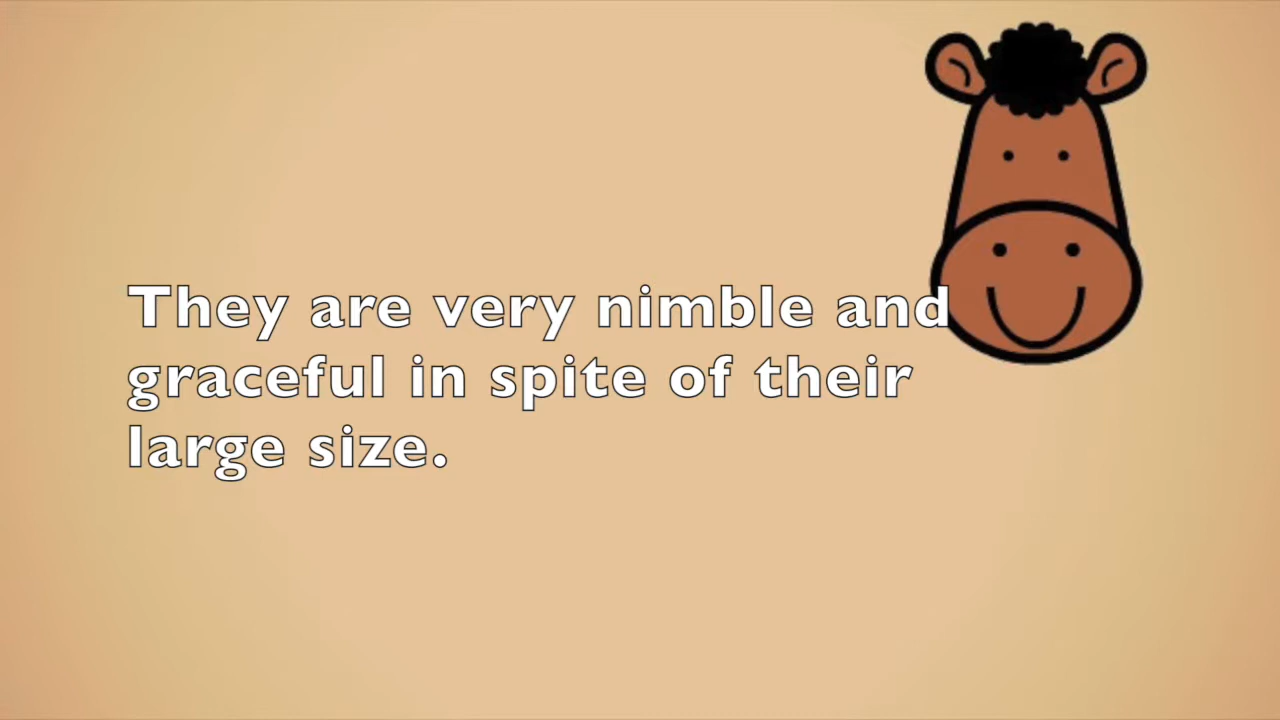 They are very nimble and
graceful in spite of their
large size.